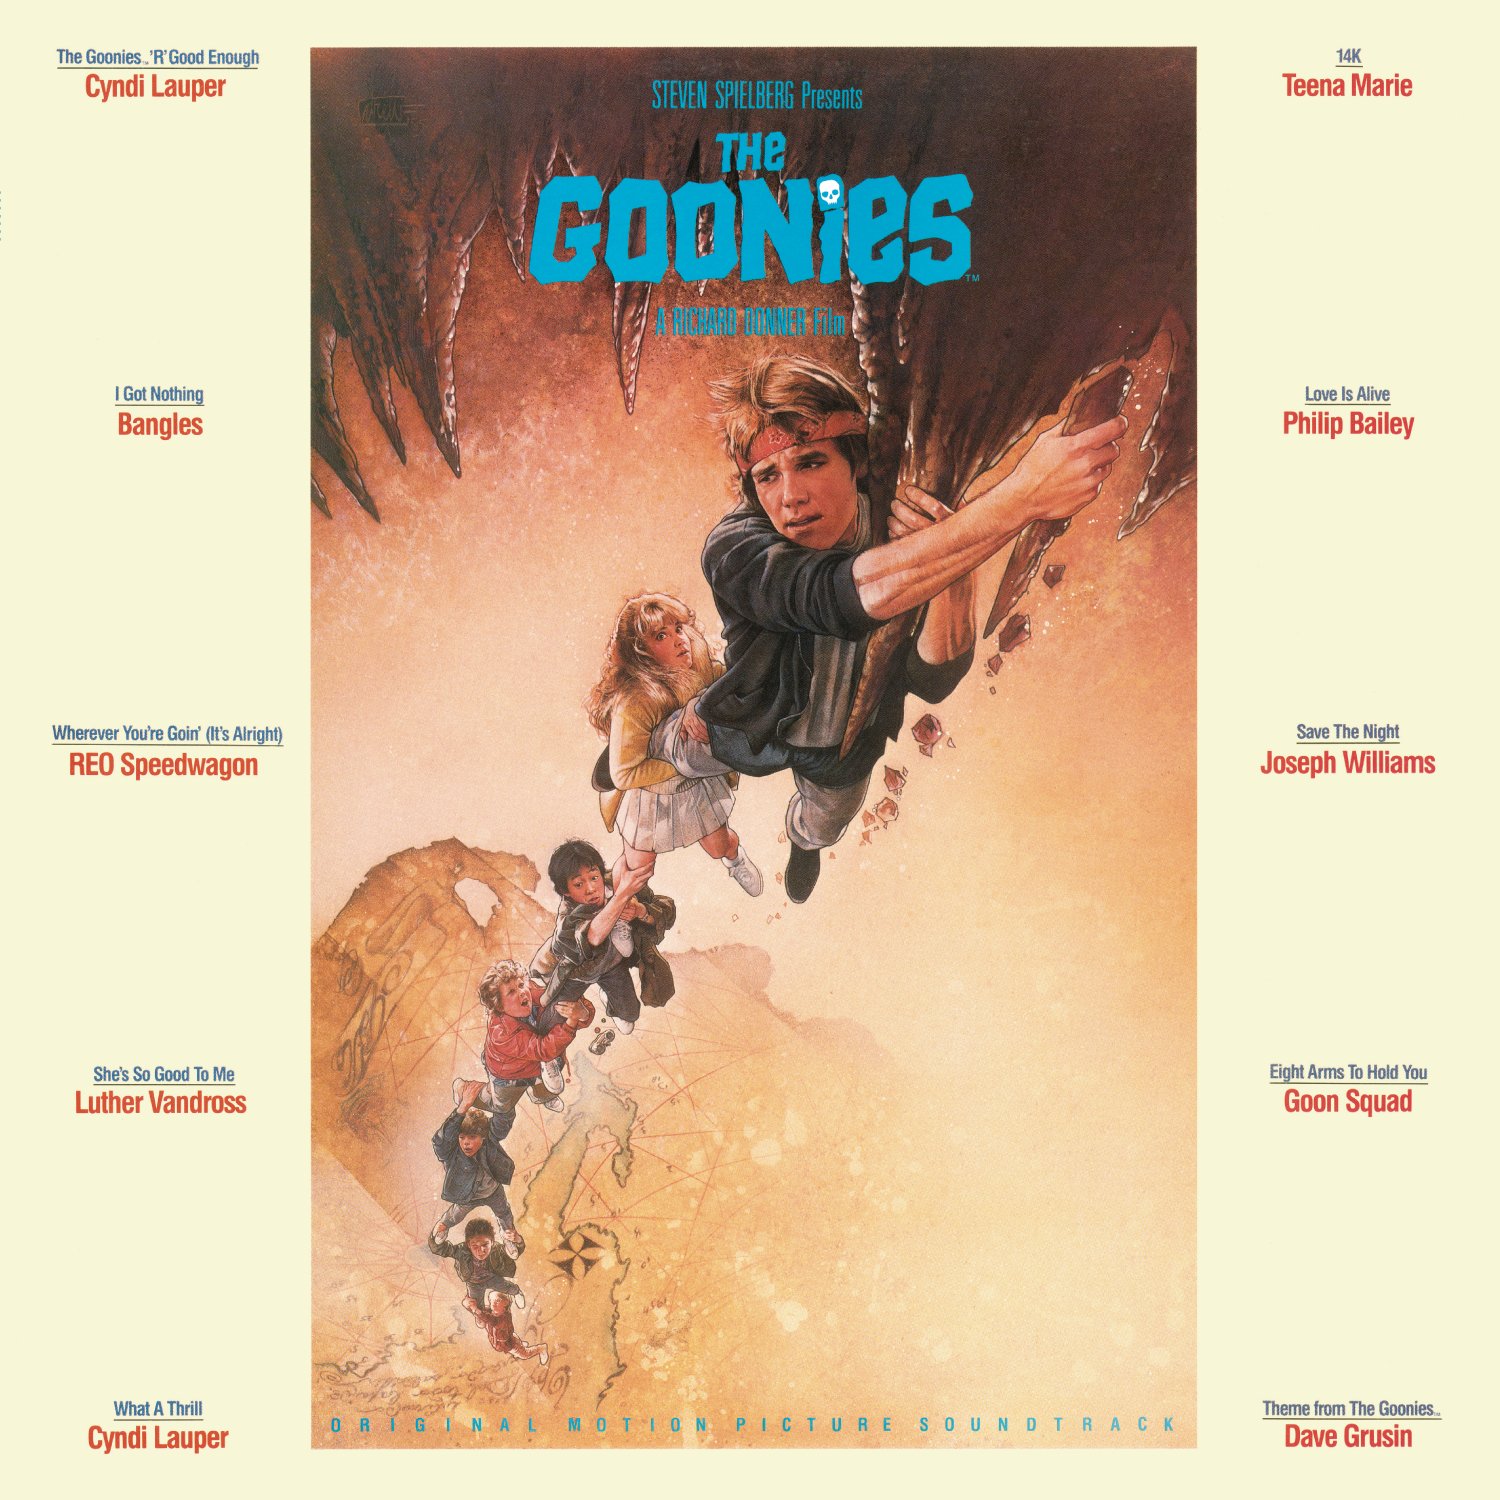 The Goonies™ 'R' Good Enough
Cyndi Lauper
I Got Nothing
Bangles
Wherever You're Goin' (It's Alright)
REO Speedwagon
She's So Good To Me
Luther Vandross
What A Thrill
Cyndi Lauper
STEVEN SPIELBERG Presents
THE
GOONIES™
A RICHARD DONNER Film
ORIGINAL MOTION PICTURE SOUNDTRACK
14K
Teena Marie
Love Is Alive
Philip Bailey
Save The Night
Joseph Williams
Eight Arms To Hold You
Goon Squad
Theme from The Goonies™
Dave Grusin